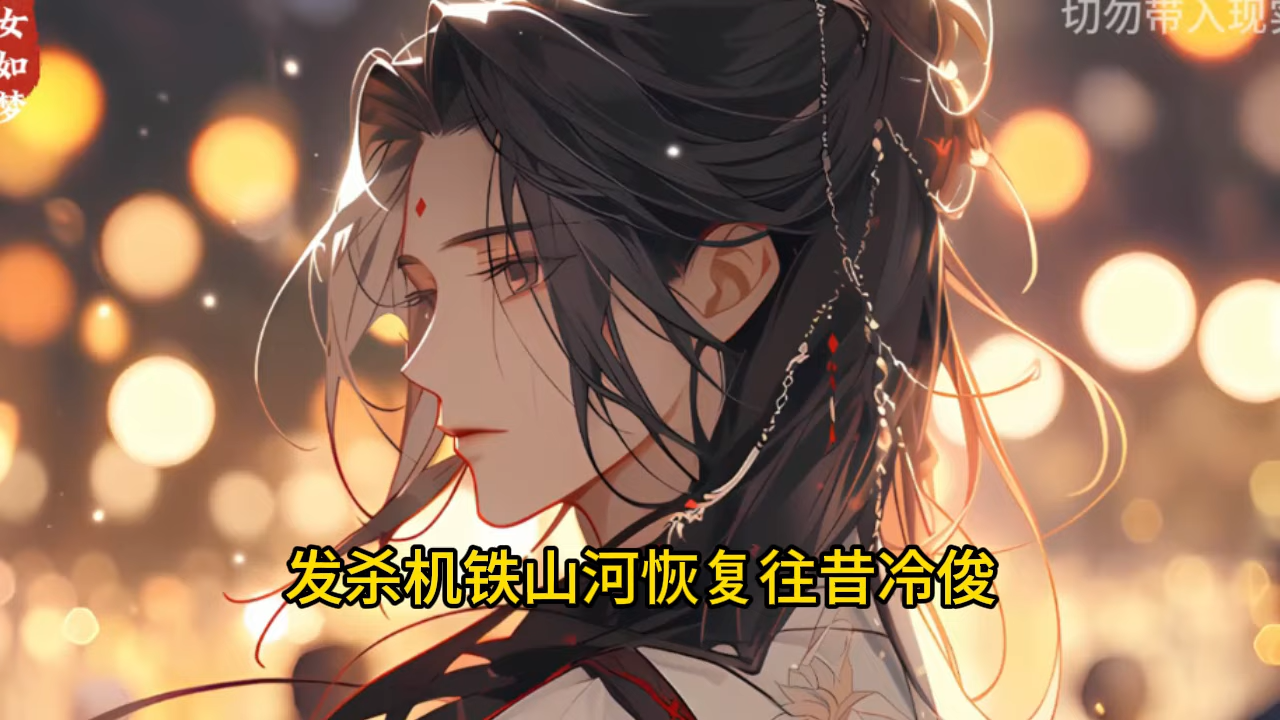 女如梦
切勿带入现实
发杀机铁山河恢复往昔冷俊